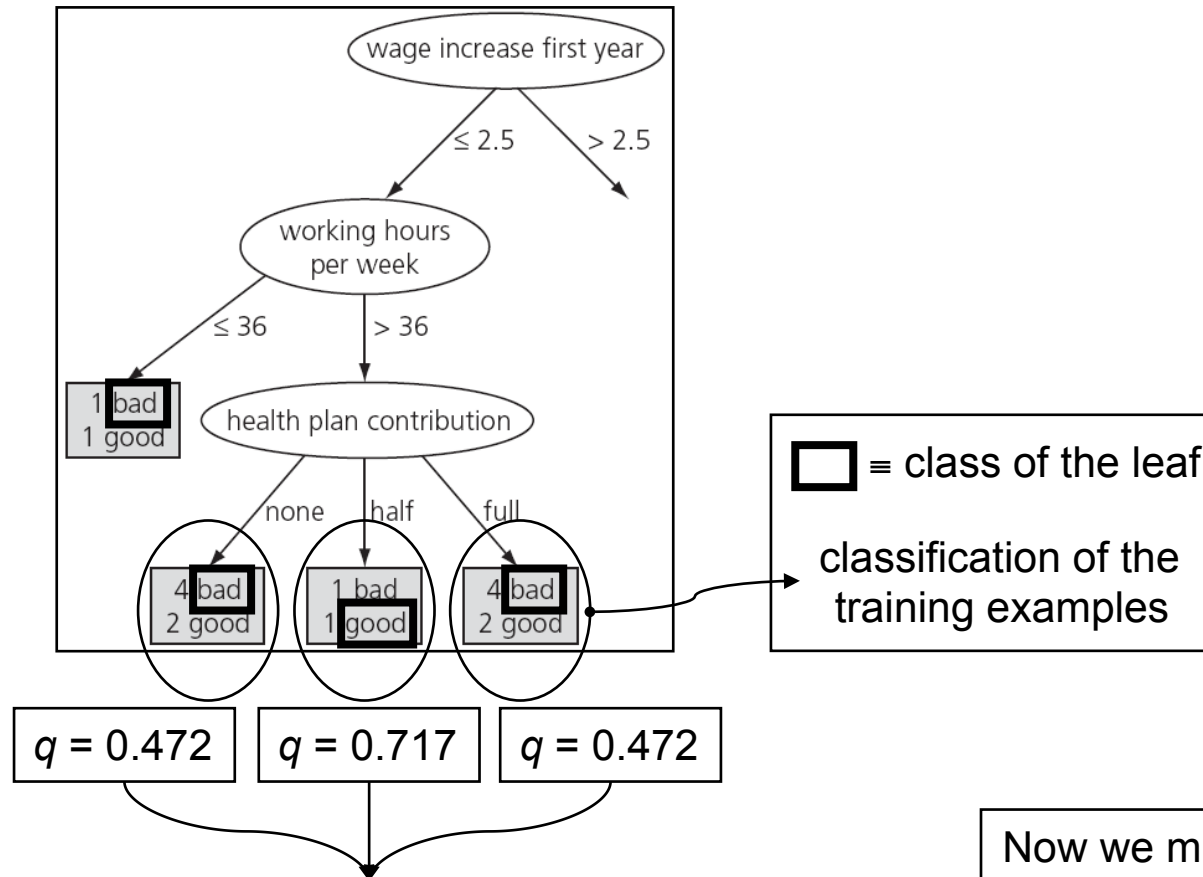 wage increase first year
≤ 2.5
> 2.5
working hours
per week
≤ 36
> 36
1 bad
1 good
health plan contribution
none
half
full
4 bad
2 good
1 bad
1 good
4 bad
2 good
≡ class of the leaf
classification of the
training examples
q = 0.472
q = 0.717
q = 0.472
Now we m